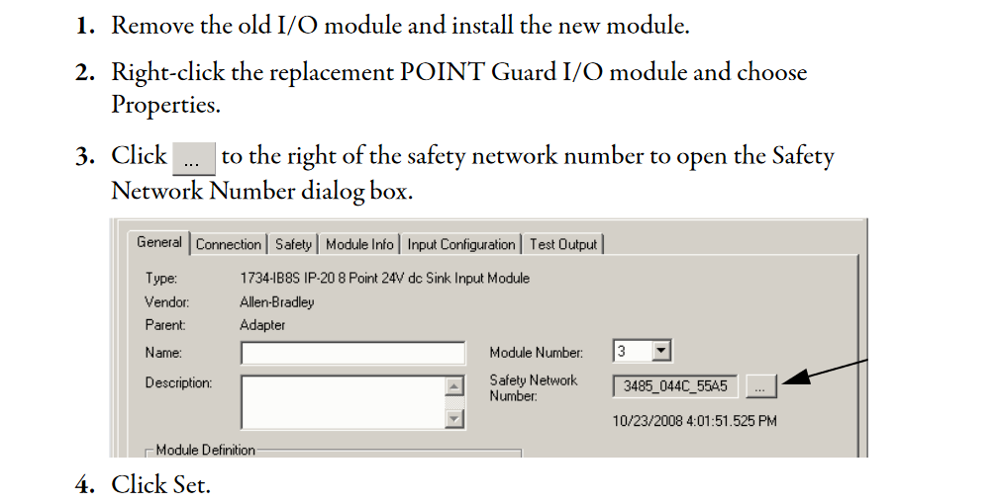 1. Remove the old I/O module and install the new module.
2. Right-click the replacement POINT Guard I/O module and choose
Properties.
3. Click ... to the right of the safety network number to open the Safety
Network Number dialog box.
General Connection Safety Module Info Input Configuration Test Output
Type: 1734-IB8S IP-20 8 Point 24V dc Sink Input Module
Vendor: Allen-Bradley
Parent: Adapter
Name: Module Number: 3
Description: Safety Network
Number: 3485_044C_55A5 ...
10/23/2008 4:01:51.525 PM
Module Definition
4. Click Set.